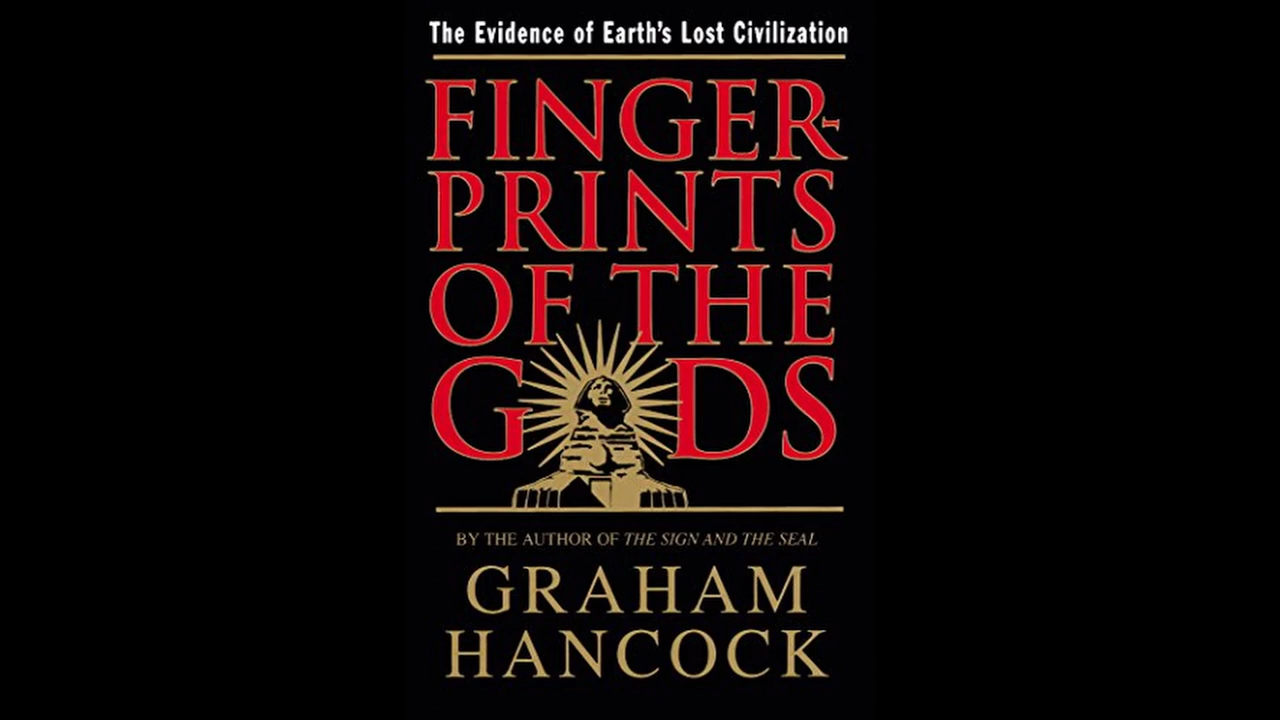 The Evidence of Earth's Lost Civilization
FINGER-
PRINTS
OF THE
GODS
BY THE AUTHOR OF THE SIGN AND THE SEAL
GRAHAM
HANCOCK